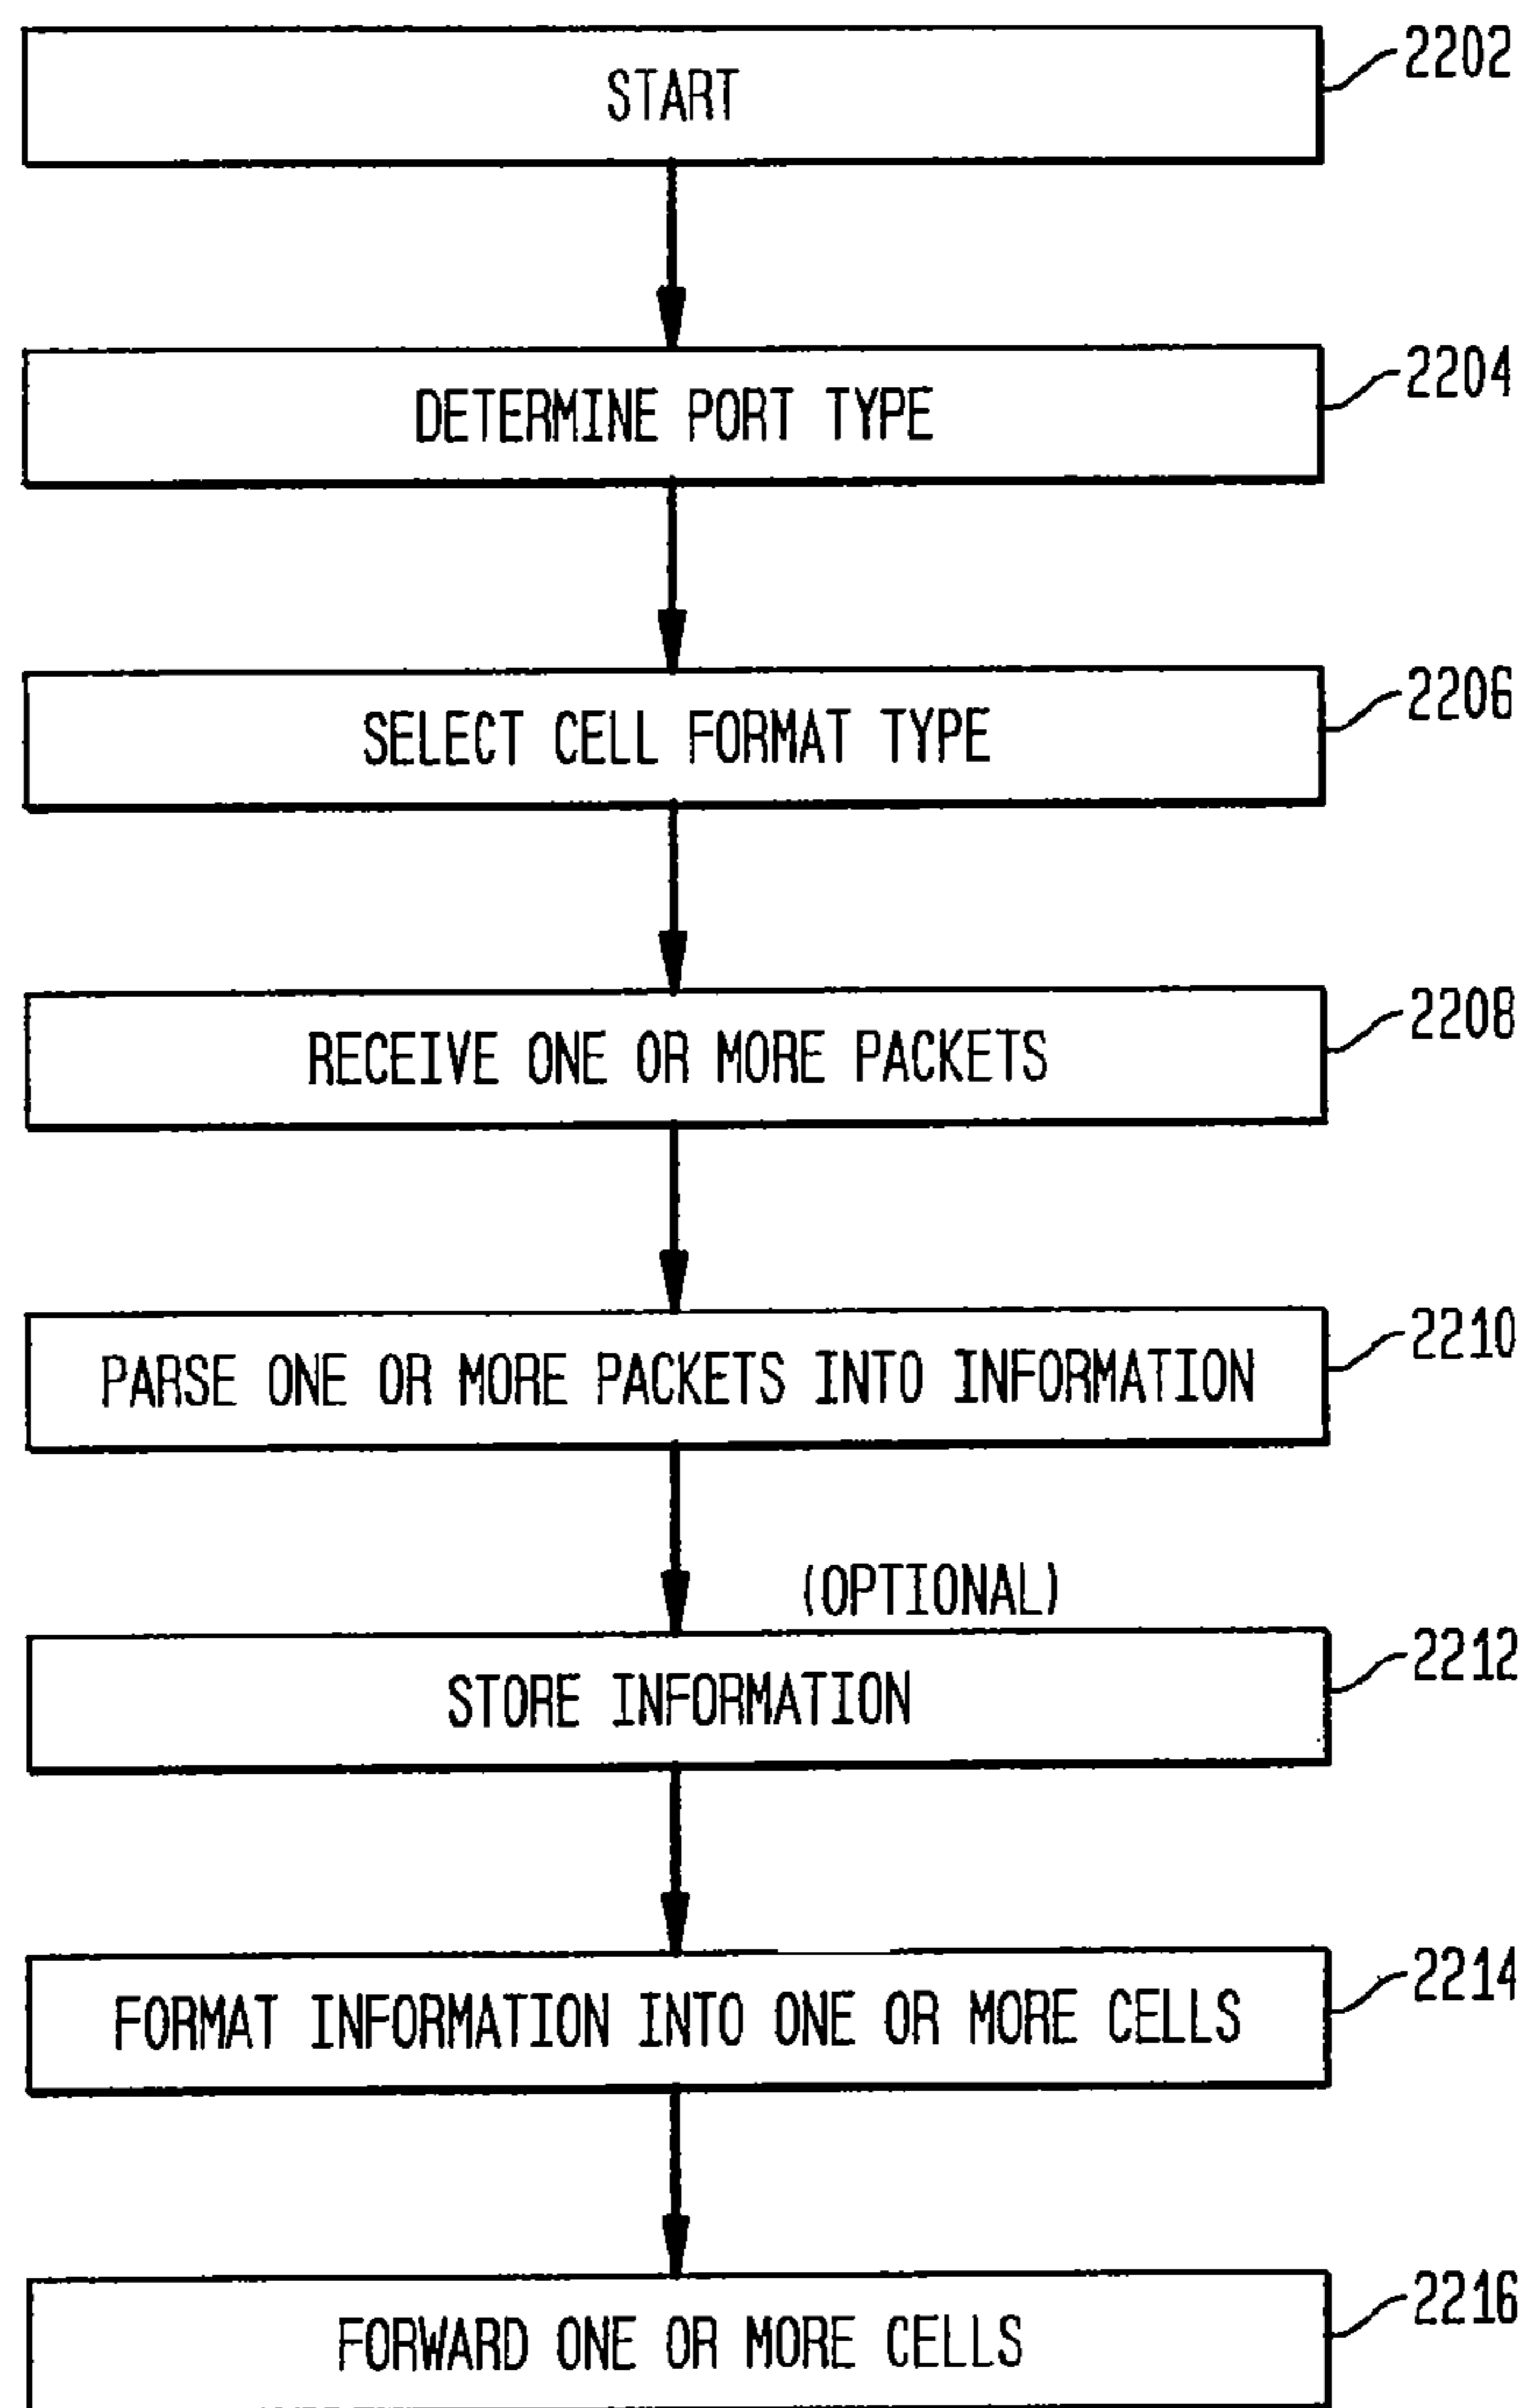 START
2202
DETERMINE PORT TYPE
2204
SELECT CELL FORMAT TYPE
2206
RECEIVE ONE OR MORE PACKETS
2208
PARSE ONE OR MORE PACKETS INTO INFORMATION
2210
(OPTIONAL)
STORE INFORMATION
2212
FORMAT INFORMATION INTO ONE OR MORE CELLS
2214
FORWARD ONE OR MORE CELLS
2216